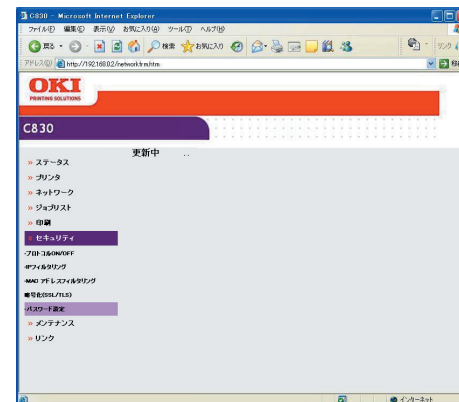 C830 - Microsoft Internet Explorer
ファイル(F) 編集(E) 表示(V) お気に入り(A) ツール(T) ヘルプ(H)
戻る 検索 お気に入り リンク
アドレス(D) http://192.168.0.2/networkfrm.htm 移動
OKI
PRINTING SOLUTIONS
C830
更新中 ..
» ステータス
» プリンタ
» ネットワーク
» ジョブリスト
» 印刷
» セキュリティ
・プロトコルON/OFF
・IPフィルタリング
・MAC アドレスフィルタリング
・暗号化(SSL/TLS)
・パスワード設定
» メンテナンス
» リンク
インターネット